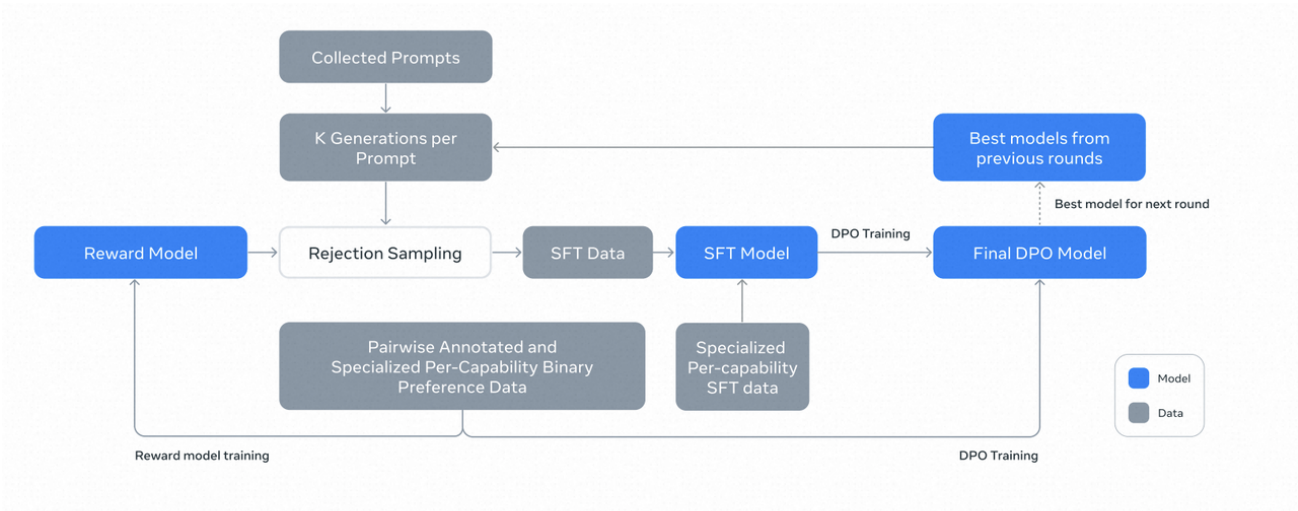 Collected Prompts
K Generations per
Prompt
Best models from
previous rounds
Best model for next round
Reward Model
Rejection Sampling
SFT Data
SFT Model
DPO Training
Final DPO Model
Pairwise Annotated and
Specialized Per-Capability Binary
Preference Data
Specialized
Per-capability
SFT data
Model
Data
Reward model training
DPO Training